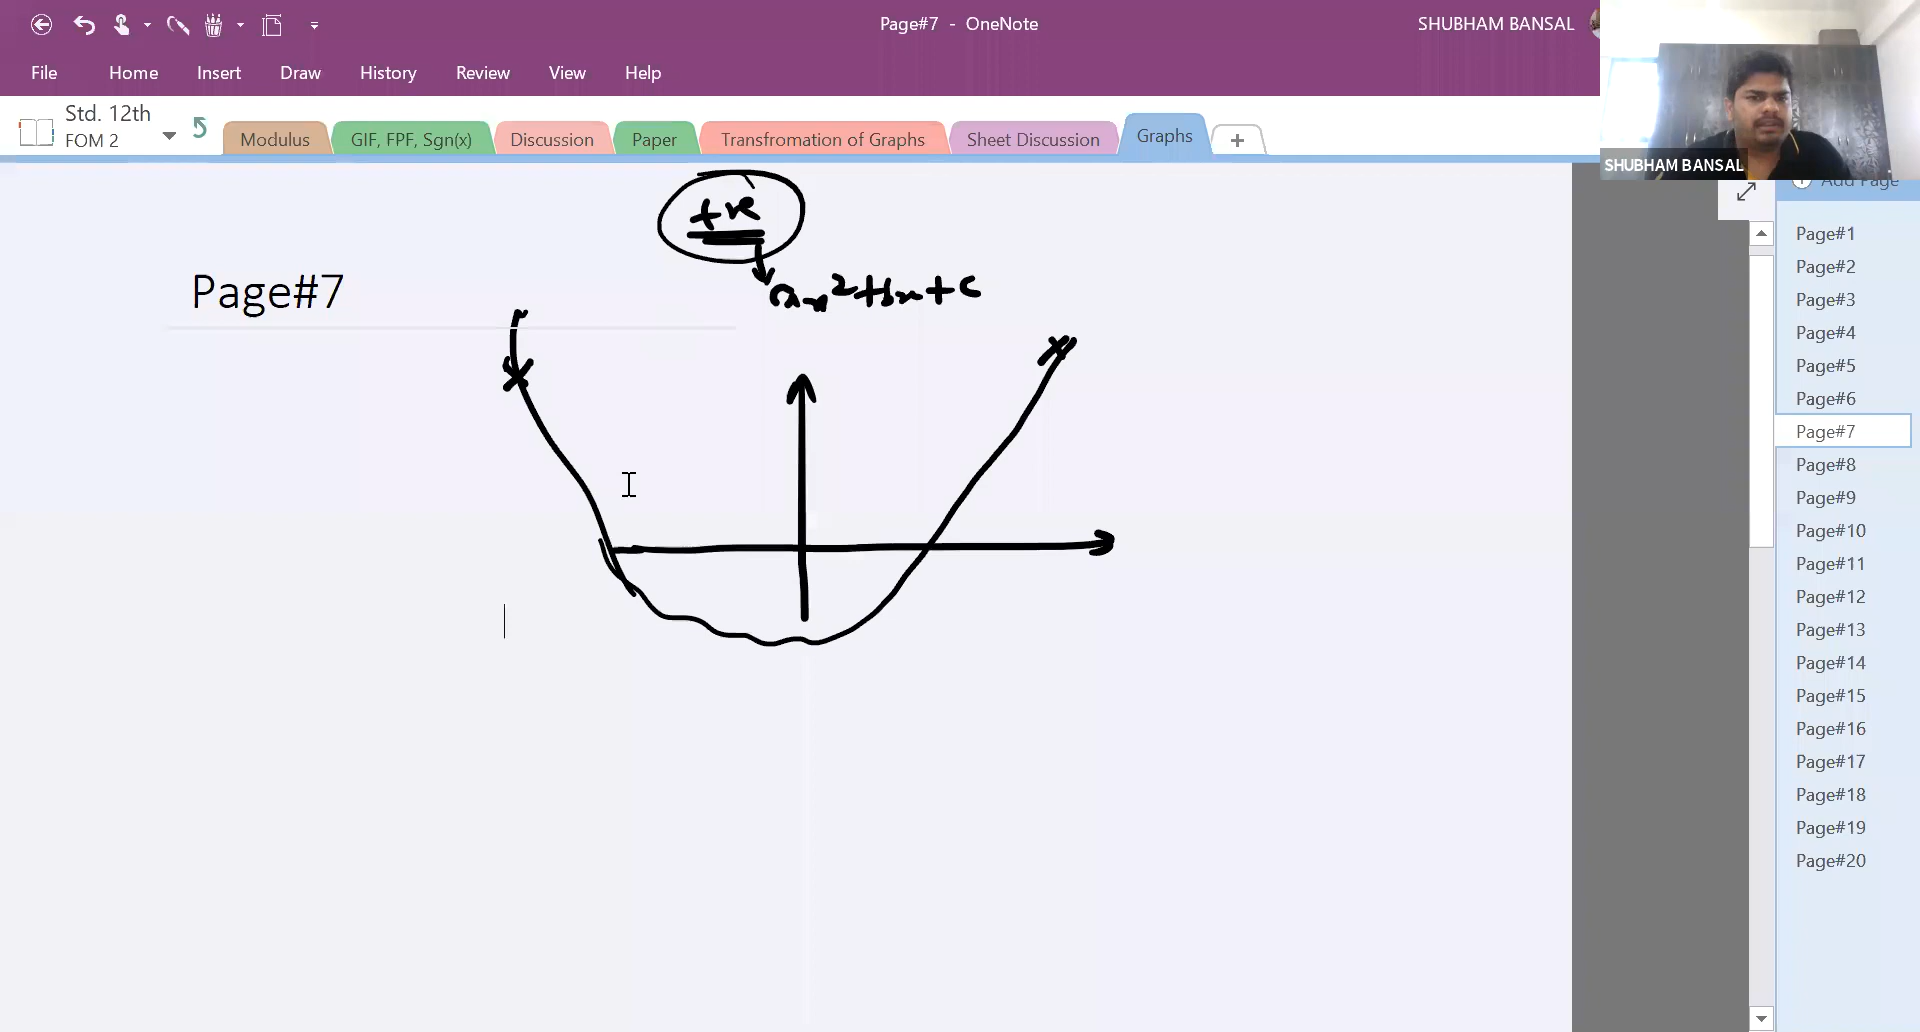 Page#7 - OneNote
SHUBHAM BANSAL
File Home Insert Draw History Review View Help
Std. 12th
FOM 2
Modulus
GIF, FPF, Sgn(x)
Discussion
Paper
Transfromation of Graphs
Sheet Discussion
Graphs
SHUBHAM BANSAL
Add Page
+ve
ax²+bx+c
Page#7
Page#1
Page#2
Page#3
Page#4
Page#5
Page#6
Page#7
Page#8
Page#9
Page#10
Page#11
Page#12
Page#13
Page#14
Page#15
Page#16
Page#17
Page#18
Page#19
Page#20